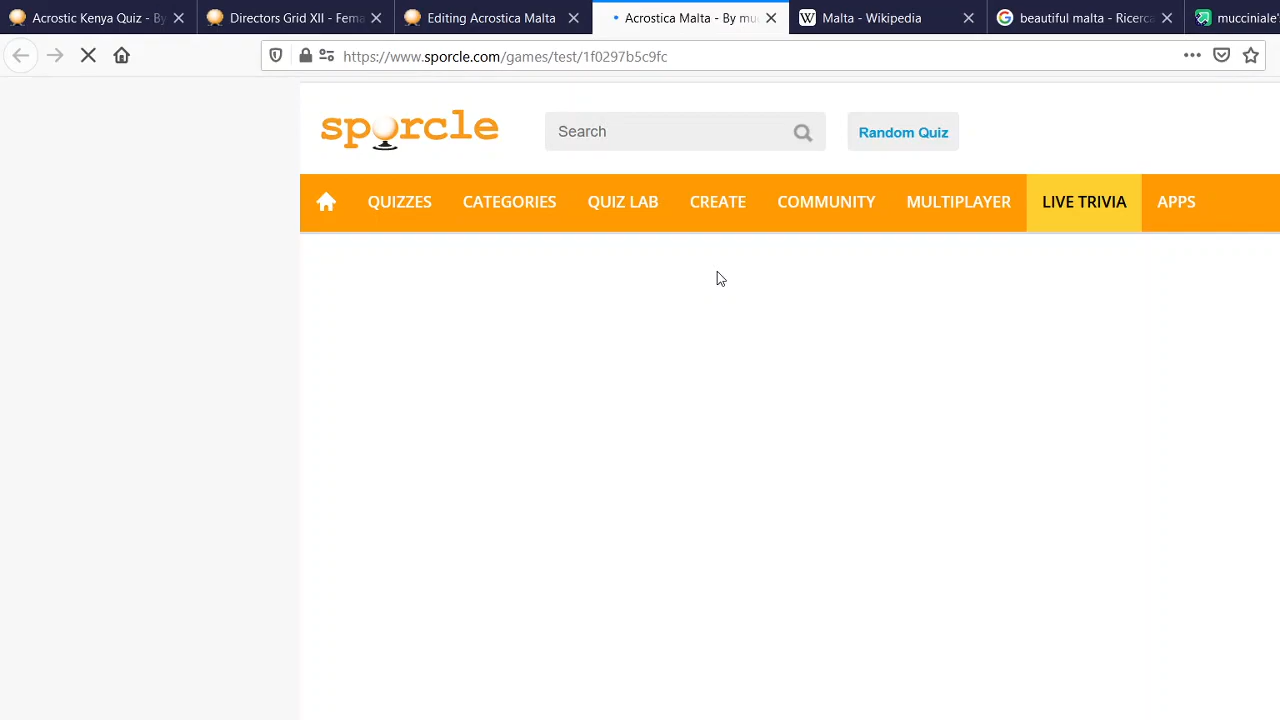 Acrostic Kenya Quiz - By
Directors Grid XII - Fema
Editing Acrostica Malta
Acrostica Malta - By muc
Malta - Wikipedia
beautiful malta - Ricerca
mucciniale'
https://www.sporcle.com/games/test/1f0297b5c9fc
sporcle
Search
Random Quiz
QUIZZES CATEGORIES QUIZ LAB CREATE COMMUNITY MULTIPLAYER LIVE TRIVIA APPS